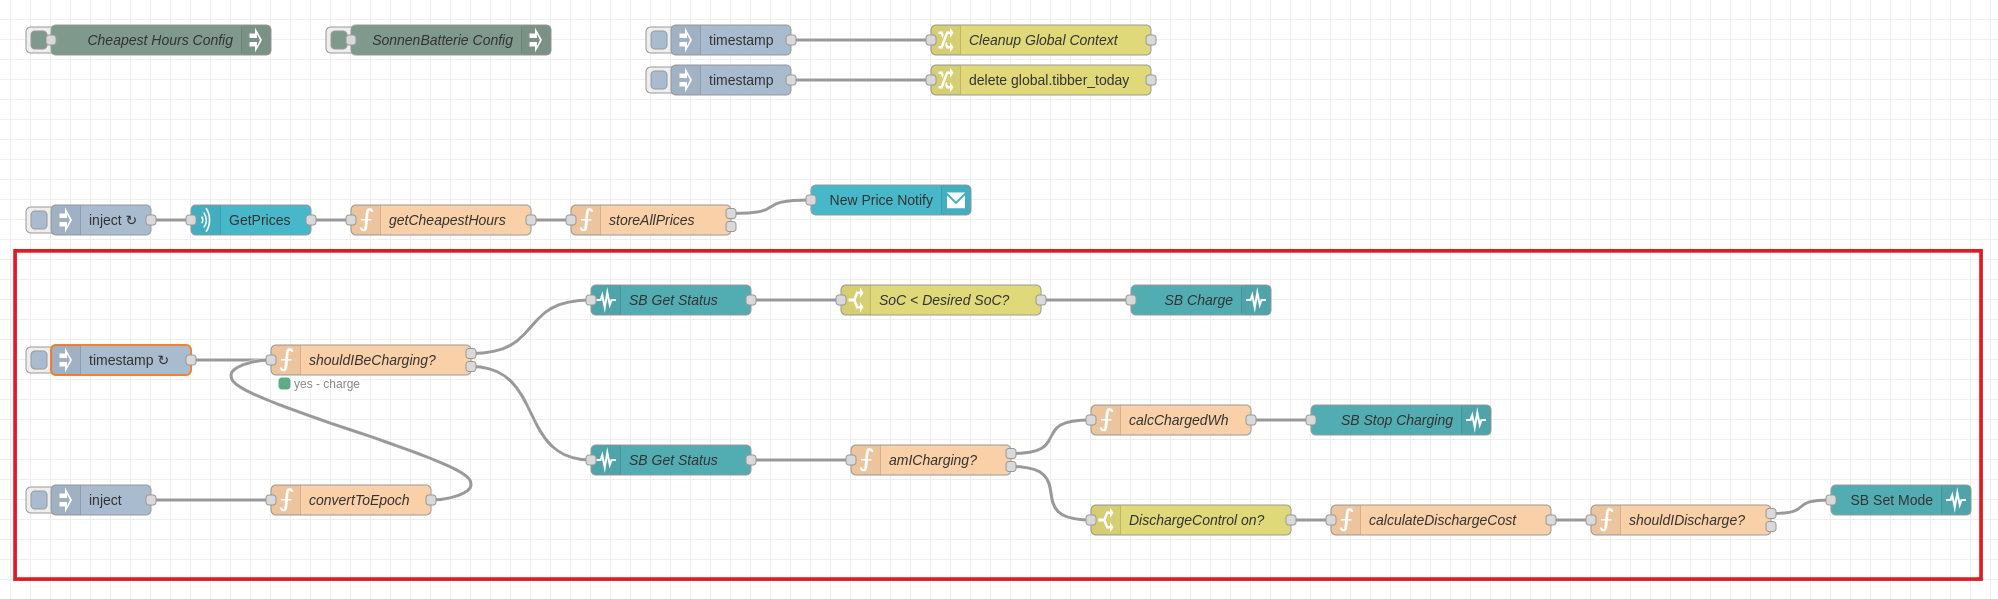 Cheapest Hours Config
SonnenBatterie Config
timestamp
Cleanup Global Context
timestamp
delete global.tibber_today
New Price Notify
inject ↻
GetPrices
getCheapestHours
storeAllPrices
SB Get Status
SoC < Desired SoC?
SB Charge
timestamp ↻
shouldIBeCharging?
yes - charge
calcChargedWh
SB Stop Charging
SB Get Status
amICharging?
inject
convertToEpoch
SB Set Mode
DischargeControl on?
calculateDischargeCost
shouldIDischarge?